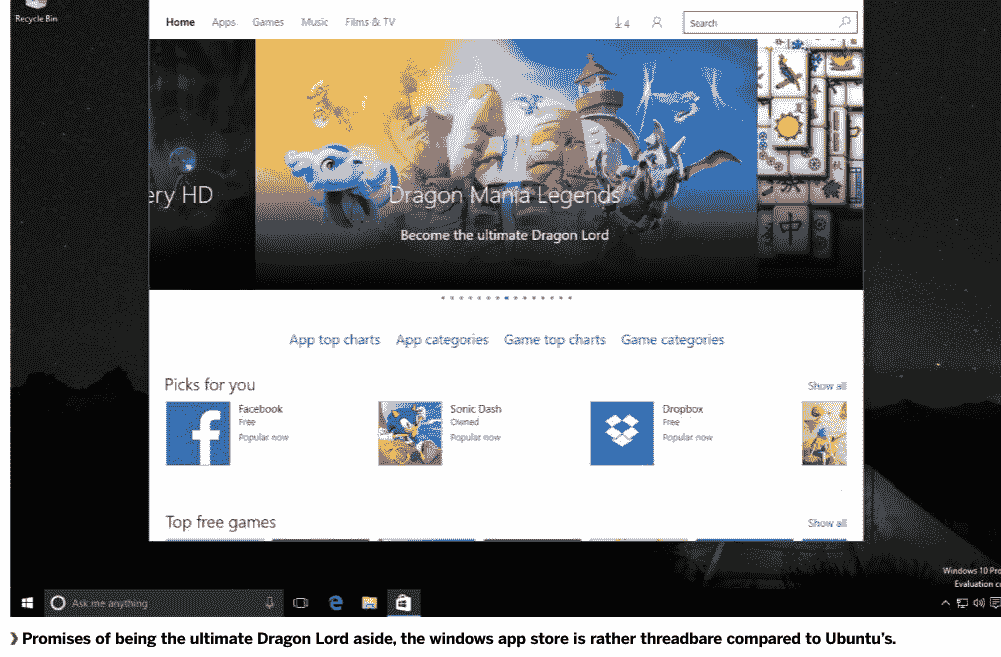 Recycle Bin
Home Apps Games Music Films & TV 4 Search
ery HD
Dragon Mania Legends
Become the ultimate Dragon Lord
中
App top charts App categories Game top charts Game categories
Picks for you Show all
Facebook Sonic Dash Dropbox
Free Owned Free
Popular now Popular now Popular now
Top free games Show all
Windows 10 Pro
Evaluation c
Ask me anything
❯ Promises of being the ultimate Dragon Lord aside, the windows app store is rather threadbare compared to Ubuntu's.